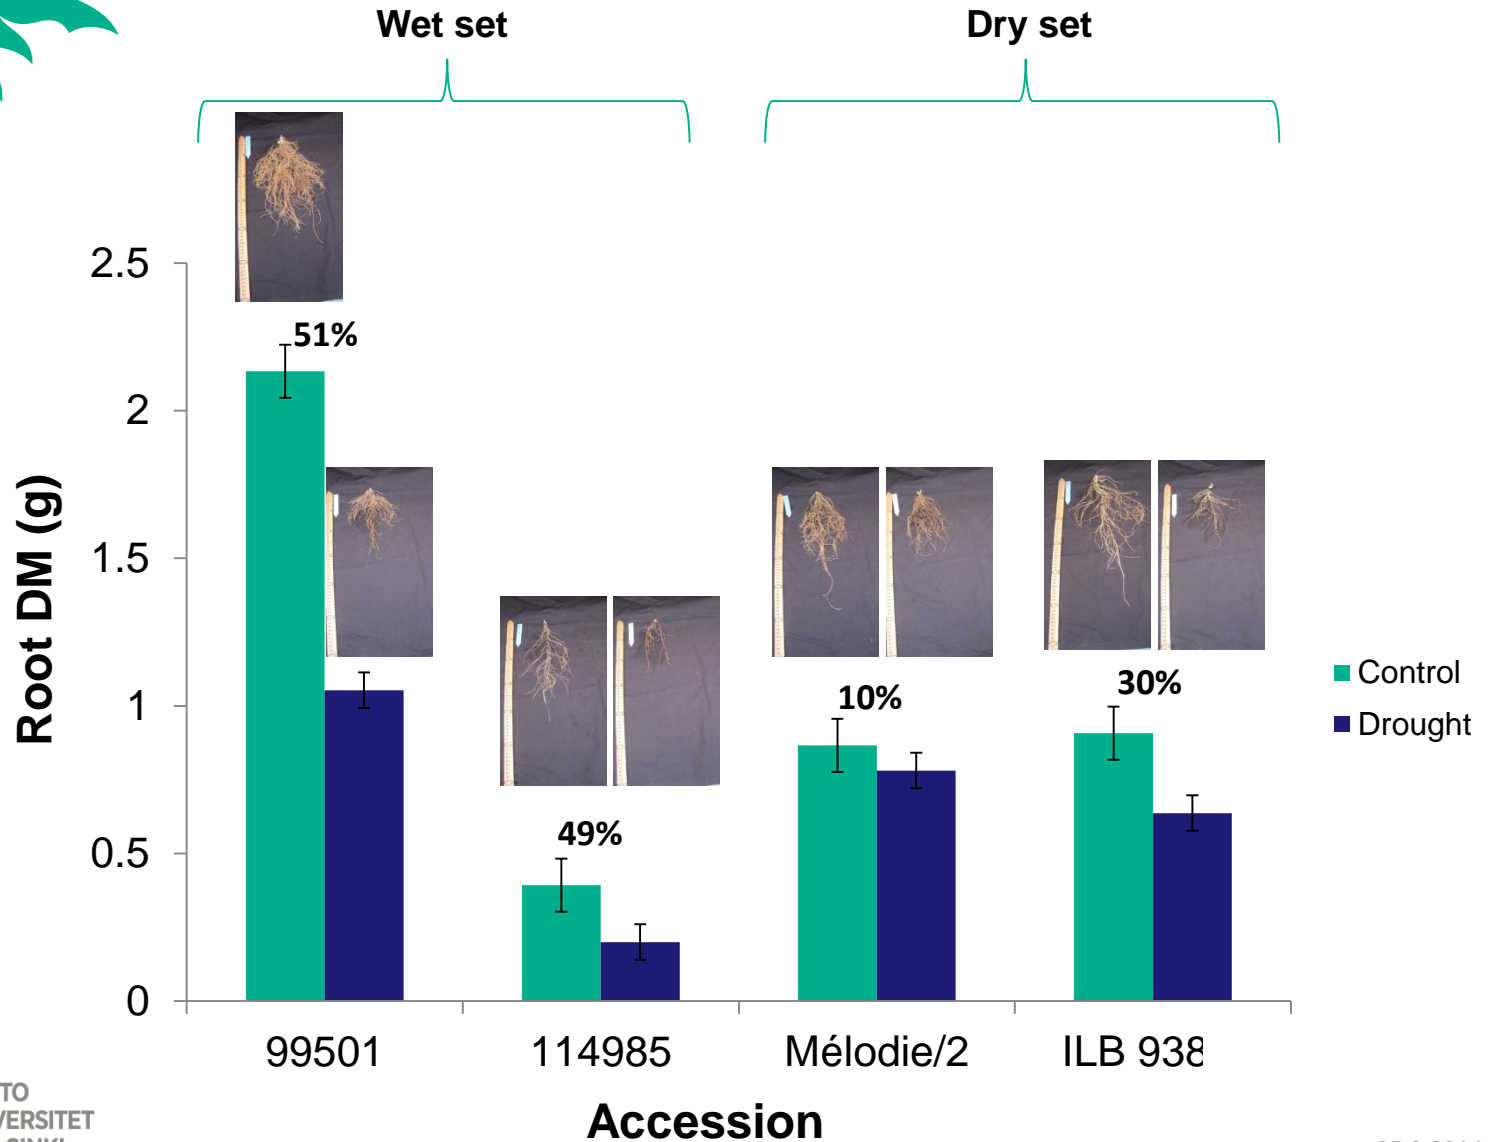 Wet set
Dry set
2.5
2
1.5
1
0.5
0
Root DM (g)
51%
49%
10%
30%
Control
Drought
99501
114985
Mélodie/2
ILB 938
Accession
TO
VERSITET